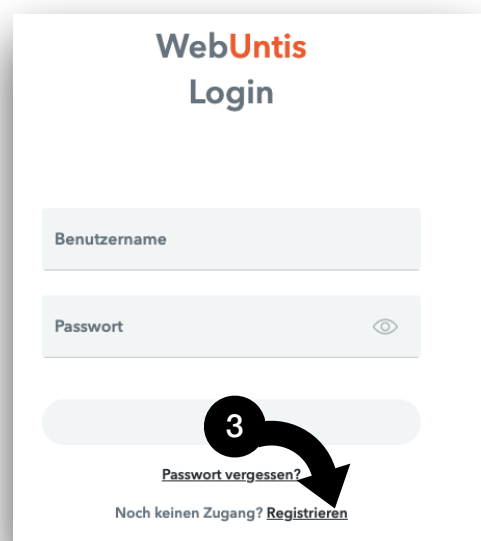 WebUntis
Login
Benutzername
Passwort
3
Passwort vergessen?
Noch keinen Zugang? Registrieren